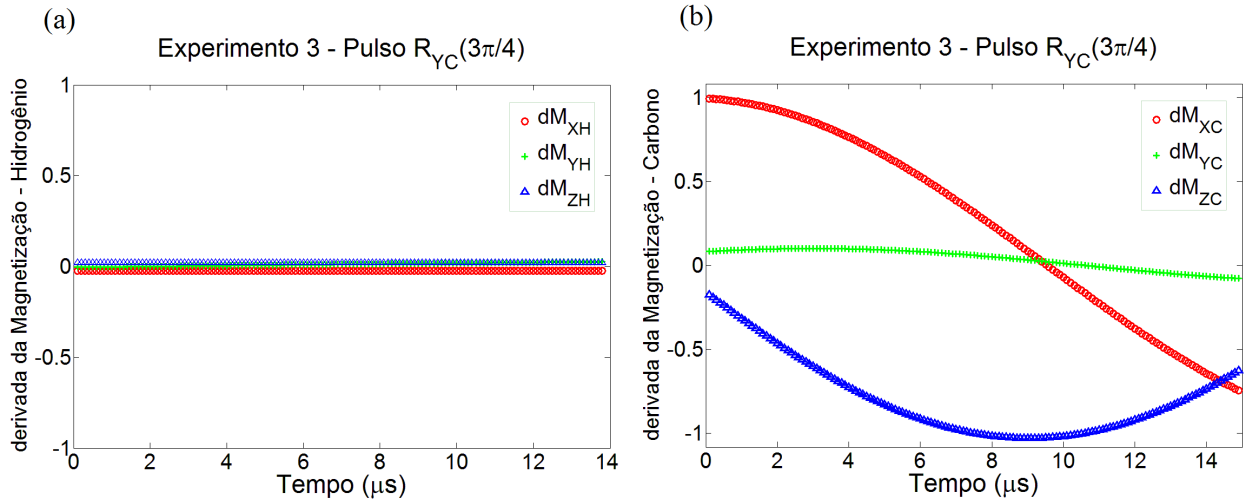 (a)
Experimento 3 - Pulso R_YC(3π/4)
derivada da Magnetização - Hidrogênio
1
0.5
0
-0.5
-1
dM_XH
dM_YH
dM_ZH
0 2 4 6 8 10 12 14
Tempo (μs)
(b)
Experimento 3 - Pulso R_YC(3π/4)
derivada da Magnetização - Carbono
1
0.5
0
-0.5
-1
dM_XC
dM_YC
dM_ZC
0 2 4 6 8 10 12 14
Tempo (μs)